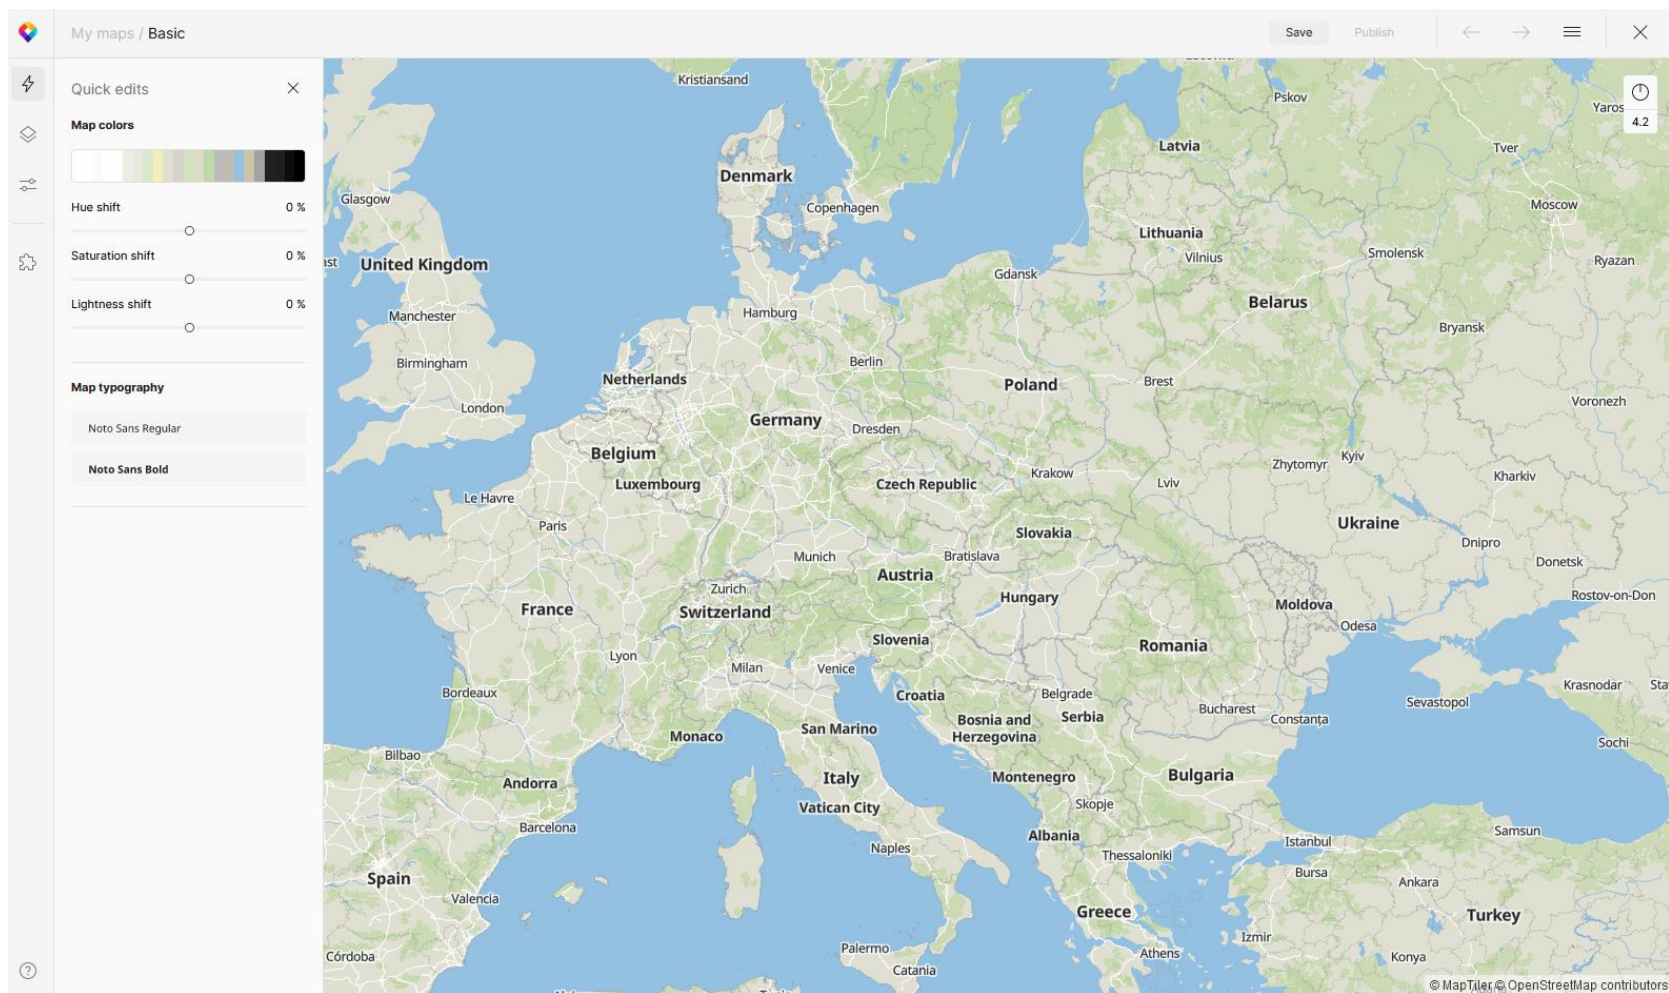 My maps / Basic
Save
Publish
Quick edits
Map colors
Hue shift 0 %
Saturation shift 0 %
Lightness shift 0 %
Map typography
Noto Sans Regular
Noto Sans Bold
4.2
Kristiansand
Pskov
Yaros
Latvia
Tver
Denmark
Glasgow
Copenhagen
Moscow
Lithuania
Vilnius
Smolensk
Ryazan
ast
United Kingdom
Gdansk
Belarus
Manchester
Hamburg
Bryansk
Birmingham
Berlin
Netherlands
Poland
Brest
Voronezh
London
Germany
Dresden
Belgium
Zhytomyr
Kyiv
Luxembourg
Czech Republic
Krakow
Lviv
Kharkiv
Le Havre
Paris
Slovakia
Ukraine
Dnipro
Munich
Bratislava
Donetsk
Austria
Zurich
Hungary
Rostov-on-Don
France
Switzerland
Moldova
Odesa
Slovenia
Romania
Lyon
Milan
Venice
Bordeaux
Croatia
Belgrade
Krasnodar
Sta
Sevastopol
Bucharest
Constanța
Bosnia and
Herzegovina
Serbia
San Marino
Monaco
Sochi
Bilbao
Andorra
Italy
Montenegro
Bulgaria
Vatican City
Skopje
Barcelona
Albania
Samsun
Naples
Istanbul
Thessaloniki
Spain
Bursa
Ankara
Valencia
Greece
Turkey
Izmir
Palermo
Athens
Córdoba
Konya
Catania
© MapTiler © OpenStreetMap contributors